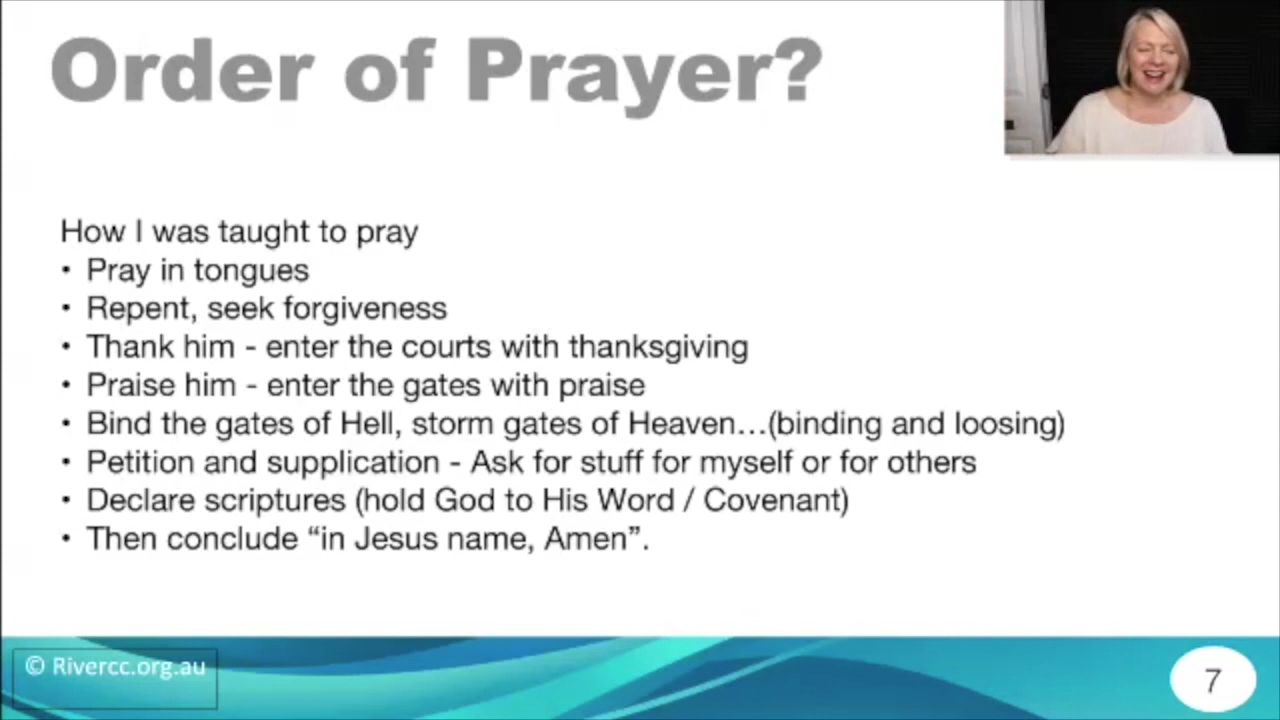 Order of Prayer?
How I was taught to pray
• Pray in tongues
• Repent, seek forgiveness
• Thank him - enter the courts with thanksgiving
• Praise him - enter the gates with praise
• Bind the gates of Hell, storm gates of Heaven…(binding and loosing)
• Petition and supplication - Ask for stuff for myself or for others
• Declare scriptures (hold God to His Word / Covenant)
• Then conclude “in Jesus name, Amen”.
© Rivercc.org.au
7